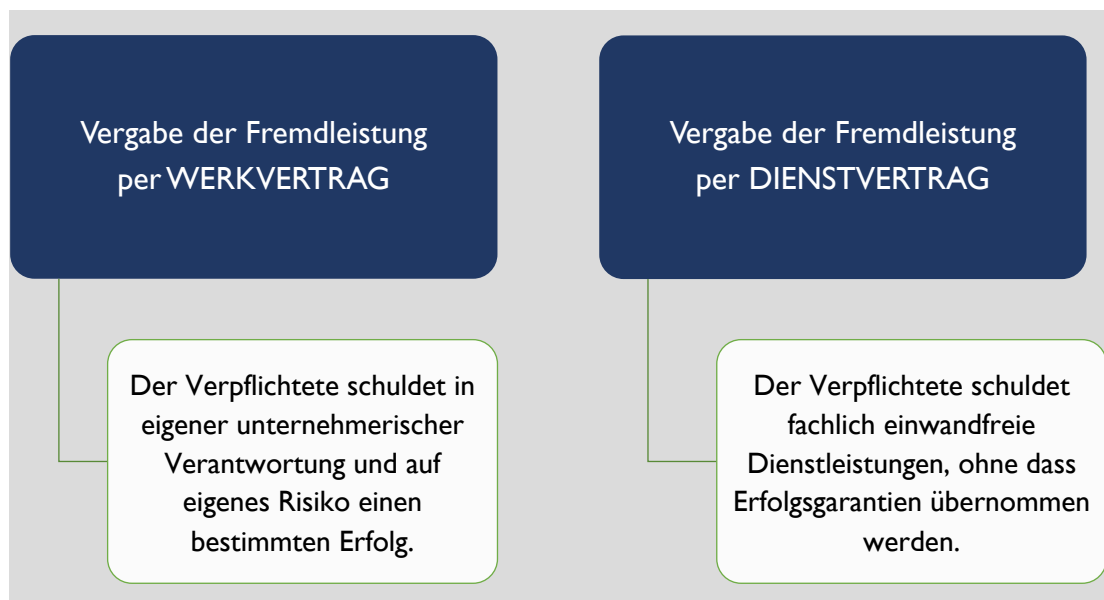 Vergabe der Fremdleistung
per WERKVERTRAG
Der Verpflichtete schuldet in
eigener unternehmerischer
Verantwortung und auf
eigenes Risiko einen
bestimmten Erfolg.
Vergabe der Fremdleistung
per DIENSTVERTRAG
Der Verpflichtete schuldet
fachlich einwandfreie
Dienstleistungen, ohne dass
Erfolgsgarantien übernommen
werden.